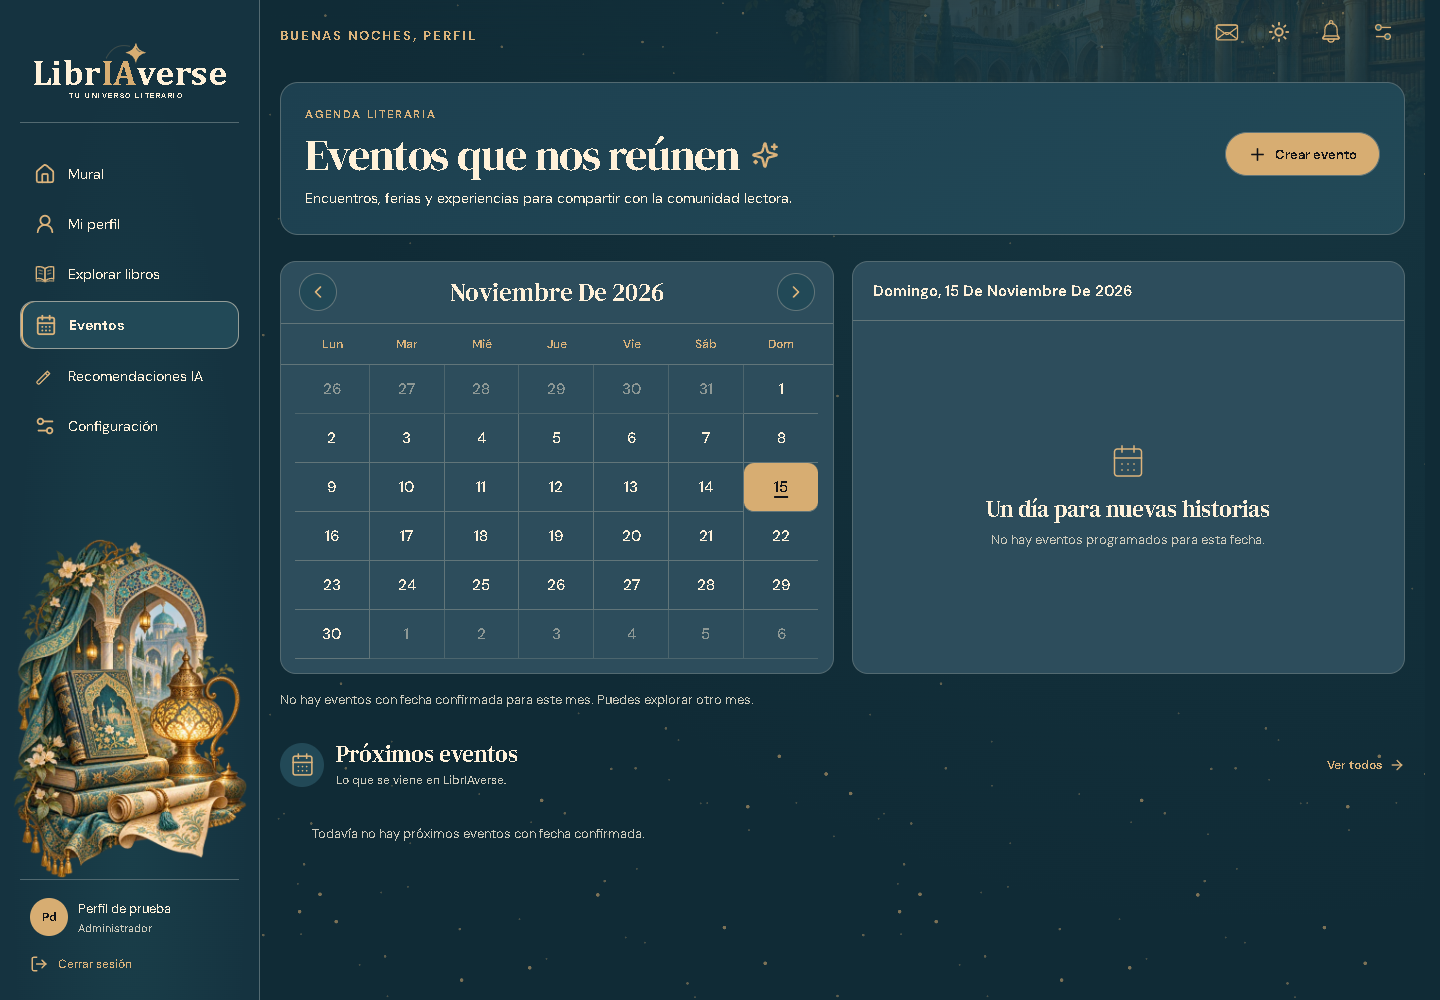 LibrIAverse
TU UNIVERSO LITERARIO
Mural
Mi perfil
Explorar libros
Eventos
Recomendaciones IA
Configuración
Pd
Perfil de prueba
Administrador
Cerrar sesión
BUENAS NOCHES, PERFIL
AGENDA LITERARIA
Eventos que nos reúnen
Encuentros, ferias y experiencias para compartir con la comunidad lectora.
Crear evento
Noviembre De 2026
Lun Mar Mié Jue Vie Sáb Dom
26 27 28 29 30 31 1
2 3 4 5 6 7 8
9 10 11 12 13 14 15
16 17 18 19 20 21 22
23 24 25 26 27 28 29
30 1 2 3 4 5 6
Domingo, 15 De Noviembre De 2026
Un día para nuevas historias
No hay eventos programados para esta fecha.
No hay eventos con fecha confirmada para este mes. Puedes explorar otro mes.
Próximos eventos
Lo que se viene en LibrIAverse.
Ver todos
Todavía no hay próximos eventos con fecha confirmada.